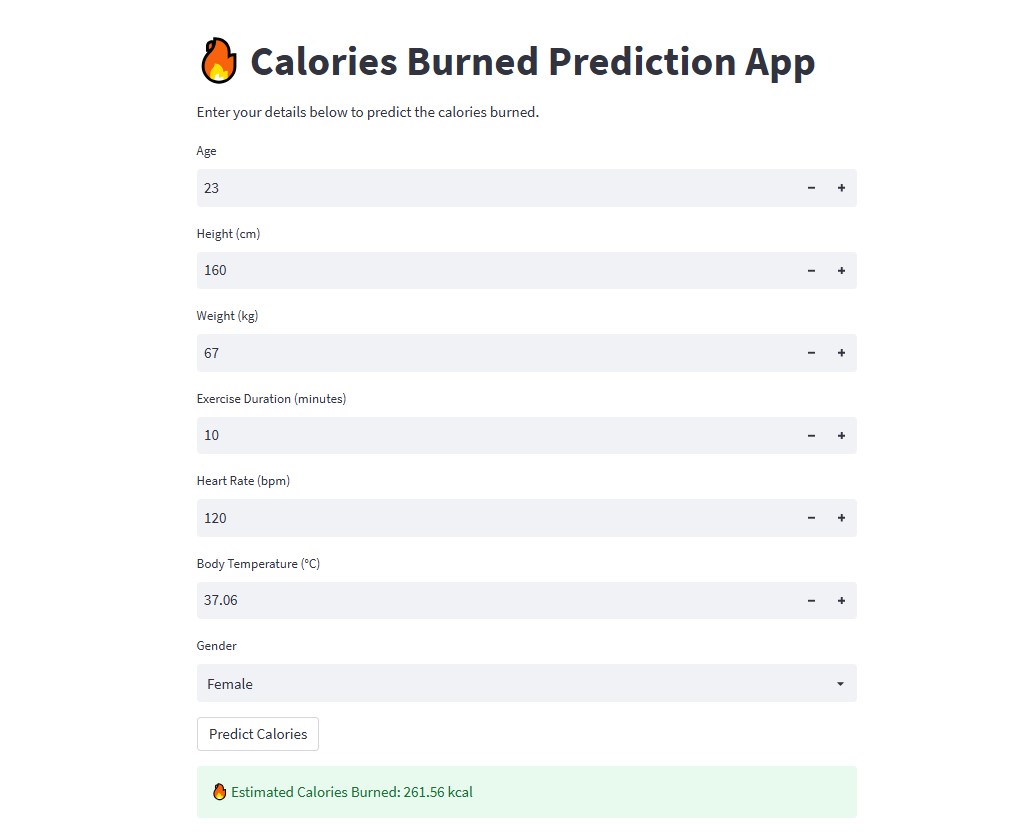 Calories Burned Prediction App
Enter your details below to predict the calories burned.
Age
23
Height (cm)
160
Weight (kg)
67
Exercise Duration (minutes)
10
Heart Rate (bpm)
120
Body Temperature (°C)
37.06
Gender
Female
Predict Calories
Estimated Calories Burned: 261.56 kcal